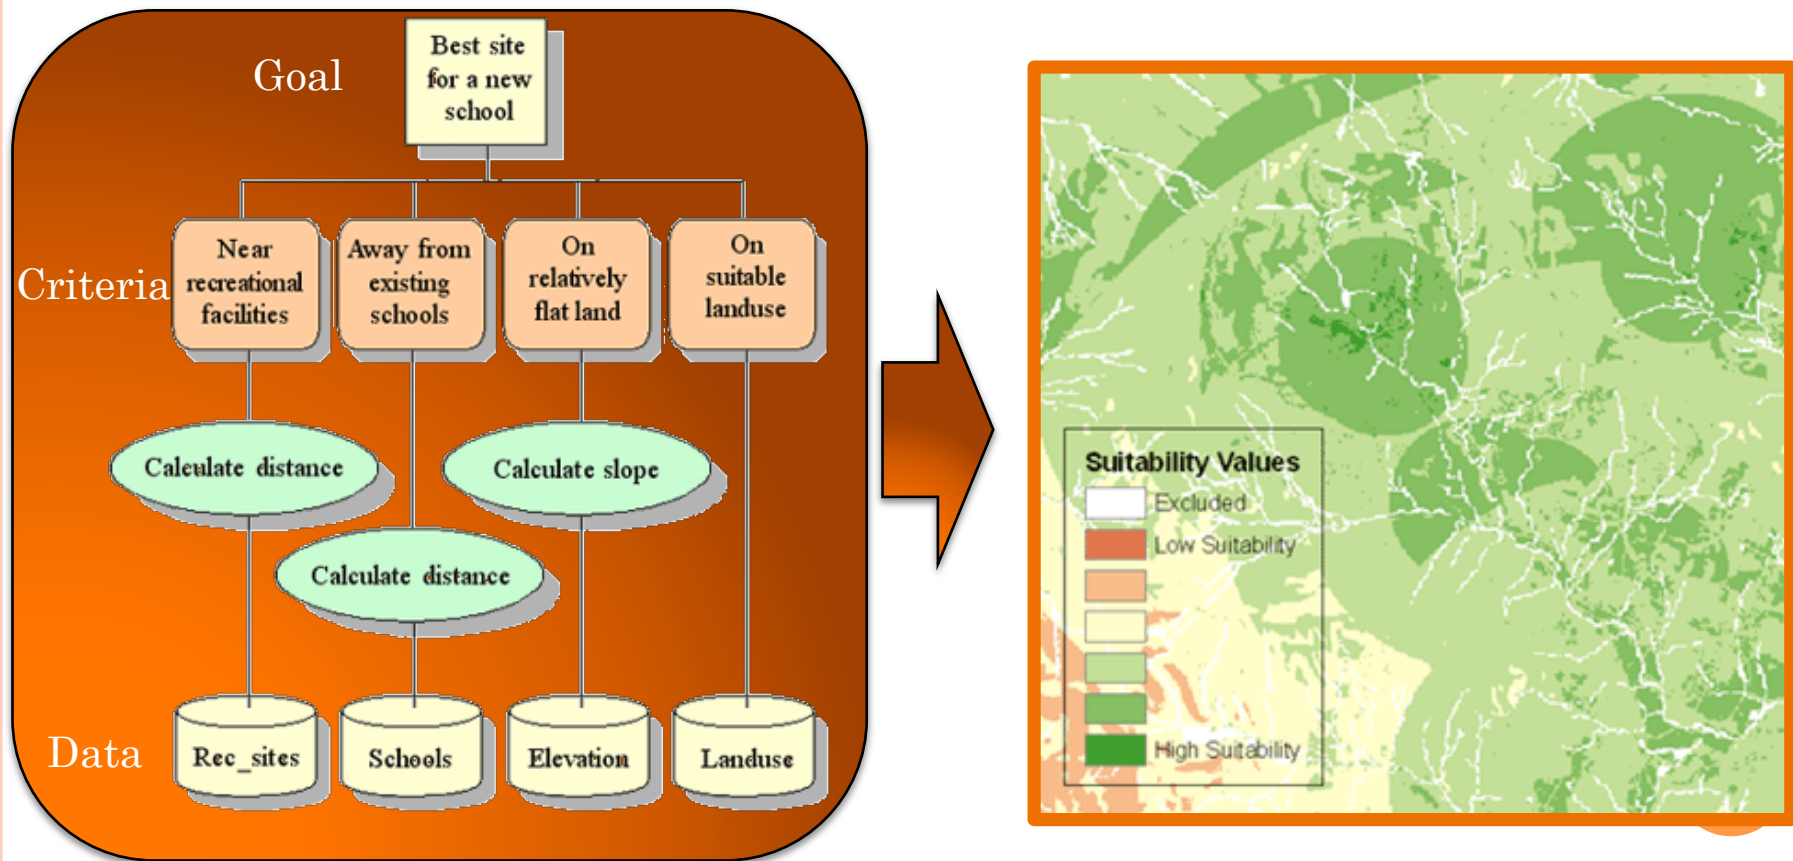 Goal
Best site
for a new
school
Criteria
Near
recreational
facilities
Away from
existing
schools
On
relatively
flat land
On
suitable
landuse
Calculate distance
Calculate slope
Calculate distance
Data
Rec_sites
Schools
Elevation
Landuse
Suitability Values
Excluded
Low Suitability
High Suitability